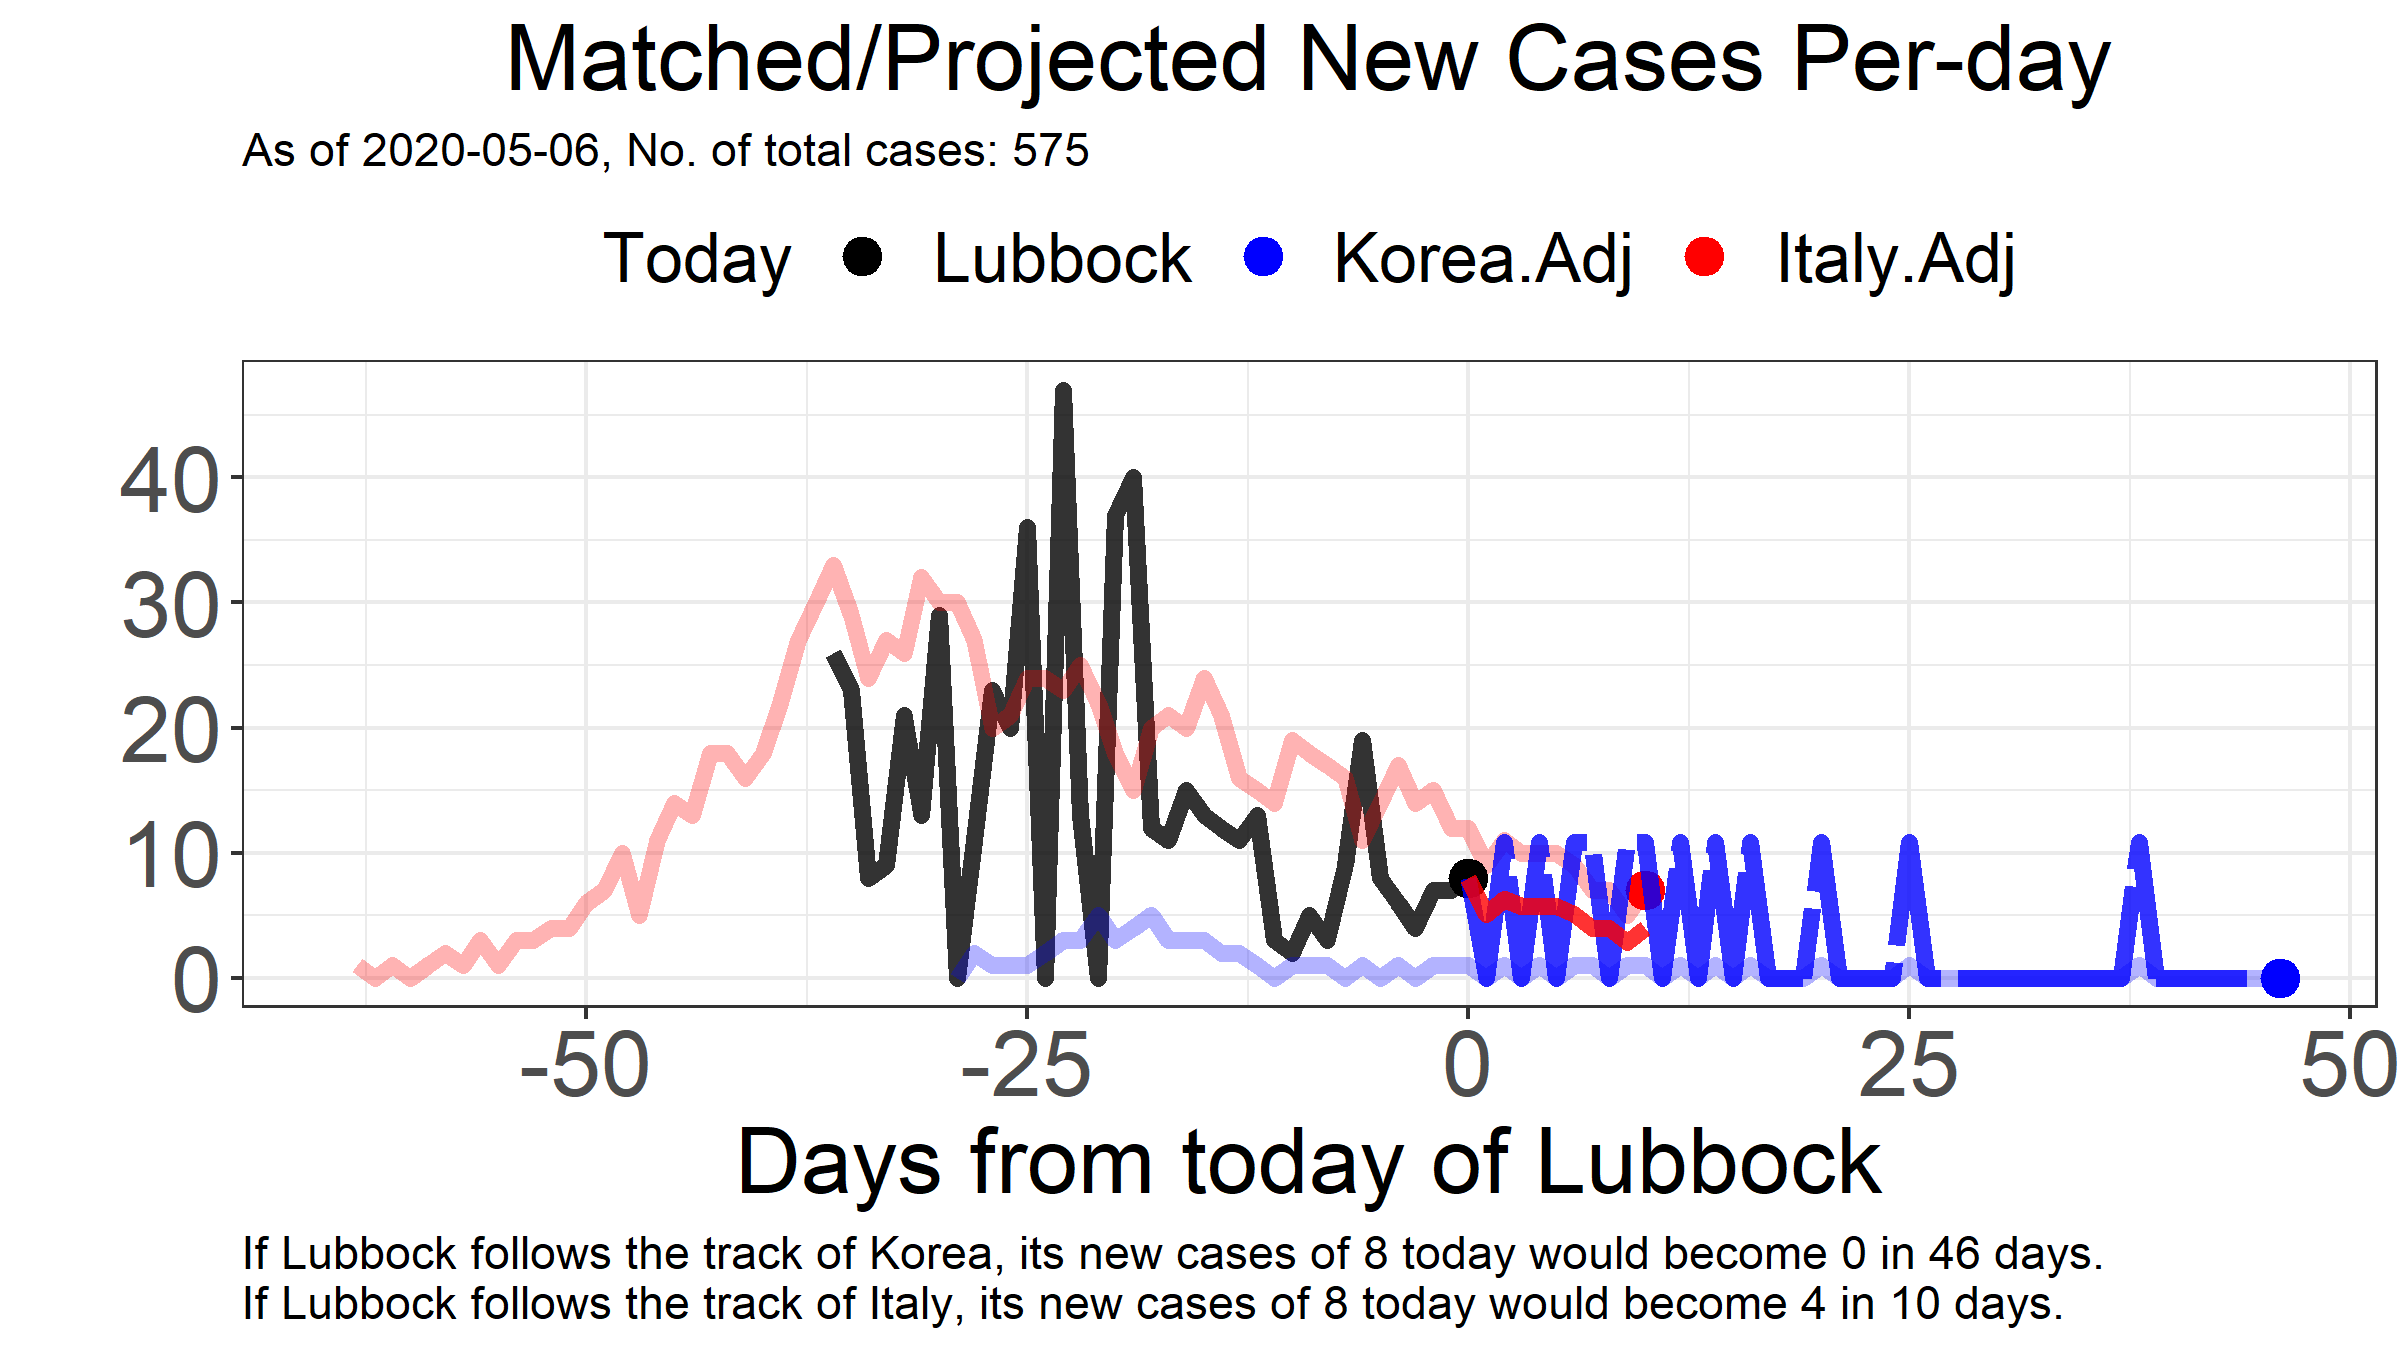 Matched/Projected New Cases Per-day
As of 2020-05-06, No. of total cases: 575
Today Lubbock Korea.Adj Italy.Adj
40
30
20
10
0
-50 -25 0 25 50
Days from today of Lubbock
If Lubbock follows the track of Korea, its new cases of 8 today would become 0 in 46 days.
If Lubbock follows the track of Italy, its new cases of 8 today would become 4 in 10 days.